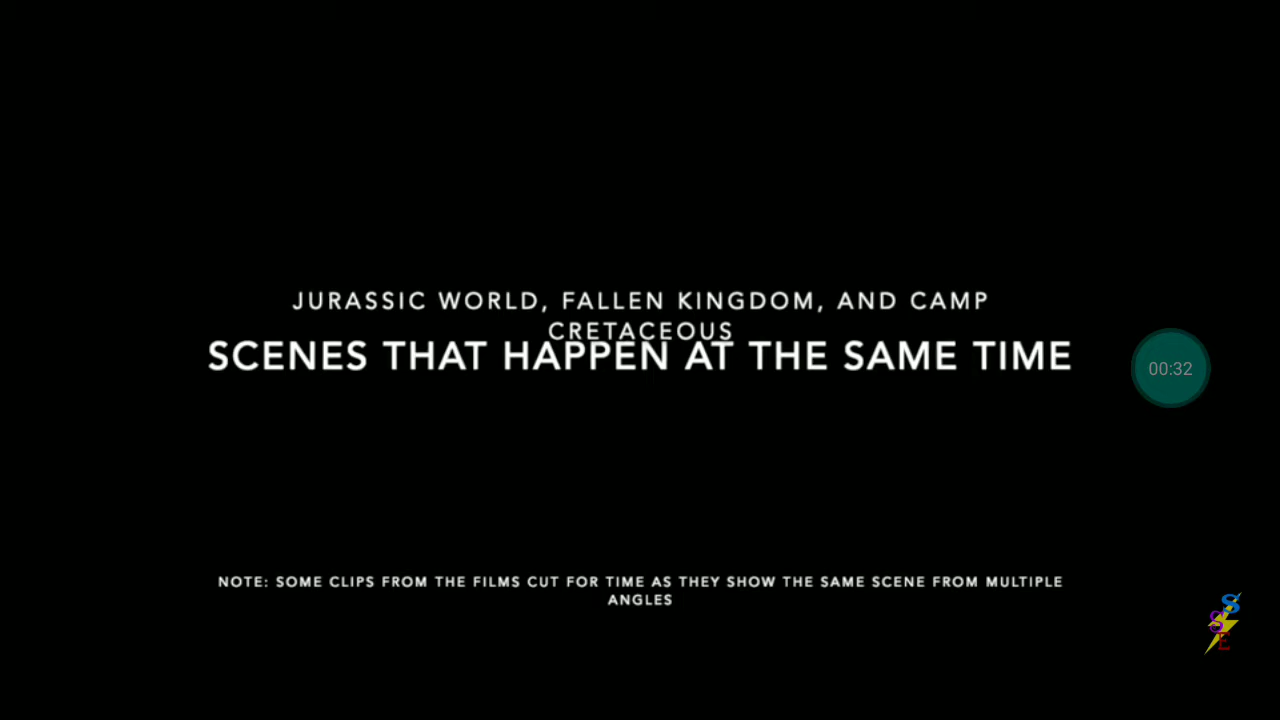 JURASSIC WORLD, FALLEN KINGDOM, AND CAMP
CRETACEOUS
SCENES THAT HAPPEN AT THE SAME TIME
00:32
NOTE: SOME CLIPS FROM THE FILMS CUT FOR TIME AS THEY SHOW THE SAME SCENE FROM MULTIPLE
ANGLES
S
S
E